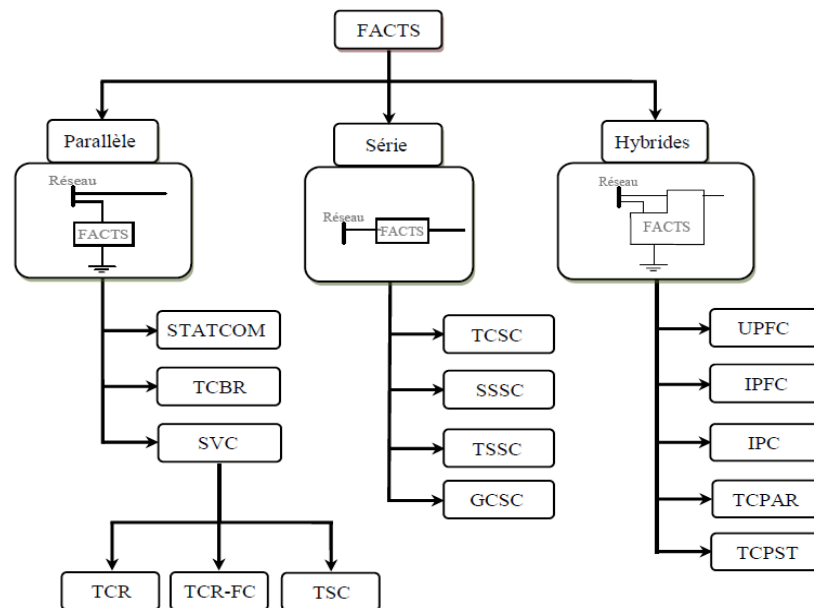 FACTS
Parallèle
Série
Hybrides
Réseau
FACTS
Réseau
FACTS
Réseau
FACTS
STATCOM
TCBR
SVC
TCSC
SSSC
TSSC
GCSC
UPFC
IPFC
IPC
TCPAR
TCPST
TCR
TCR-FC
TSC